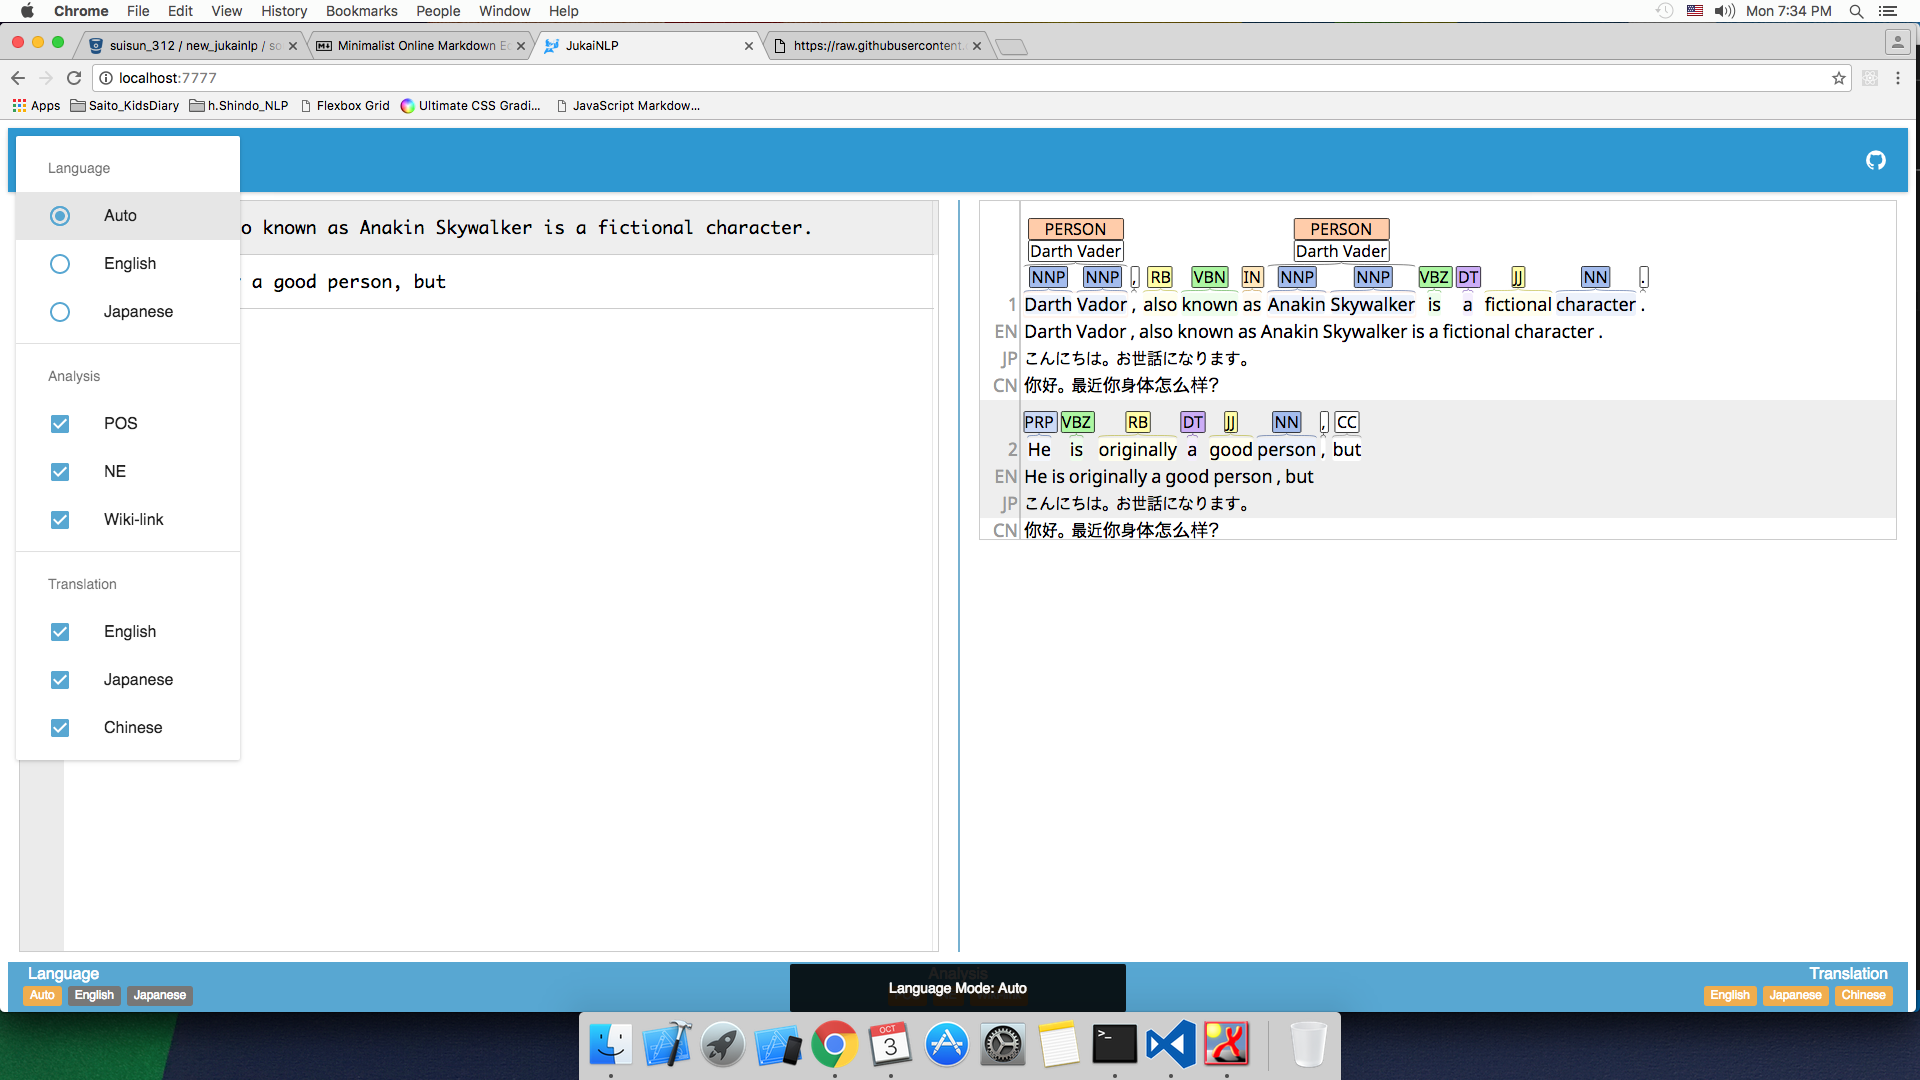 Chrome File Edit View History Bookmarks People Window Help Mon 7:34 PM
suisun_312 / new_jukainlp / so Minimalist Online Markdown Ec JukaiNLP https://raw.githubusercontent.
localhost:7777
Apps Saito_KidsDiary h.Shindo_NLP Flexbox Grid Ultimate CSS Gradi... JavaScript Markdow...
Language
Auto
English
Japanese
Analysis
POS
NE
Wiki-link
Translation
English
Japanese
Chinese
o known as Anakin Skywalker is a fictional character.
a good person, but
PERSON PERSON
Darth Vader Darth Vader
NNP NNP , RB VBN IN NNP NNP VBZ DT JJ NN .
1 Darth Vador , also known as Anakin Skywalker is a fictional character .
EN Darth Vador , also known as Anakin Skywalker is a fictional character .
JP こんにちは。お世話になります。
CN 你好。最近你身体怎么样?
PRP VBZ RB DT JJ NN , CC
2 He is originally a good person , but
EN He is originally a good person , but
JP こんにちは。お世話になります。
CN 你好。最近你身体怎么样?
Language Analysis Translation
Auto English Japanese Language Mode: Auto English Japanese Chinese
OCT
3
>_